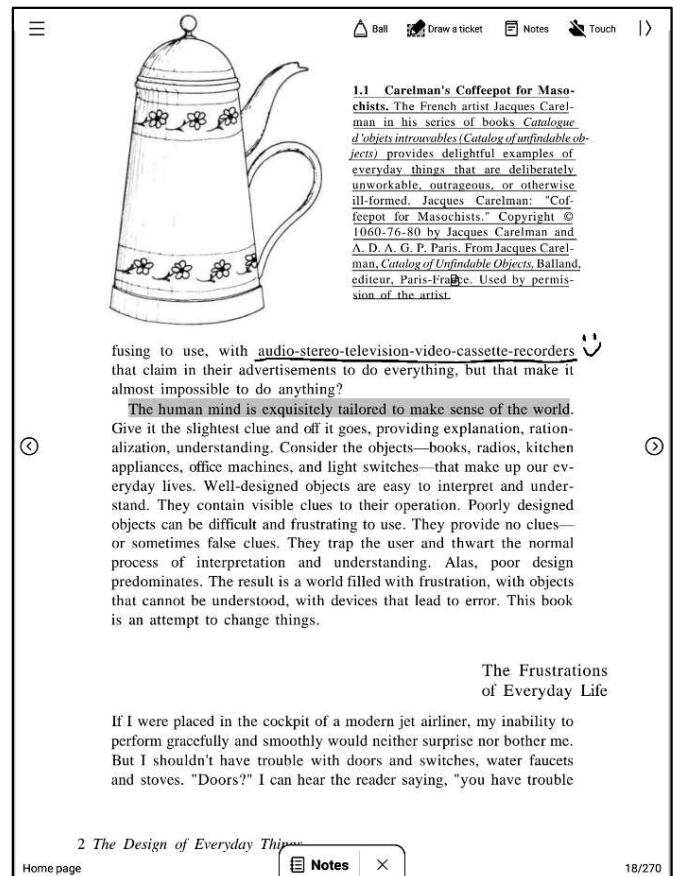 Ball Draw a ticket Notes Touch
1.1 Carelman's Coffeepot for Maso-
chists. The French artist Jacques Carel-
man in his series of books Catalogue
d'objets introuvables (Catalog of unfindable ob-
jects) provides delightful examples of
everyday things that are deliberately
unworkable, outrageous, or otherwise
ill-formed. Jacques Carelman: "Cof-
feepot for Masochists." Copyright ©
1060-76-80 by Jacques Carelman and
A. D. A. G. P. Paris. From Jacques Carel-
man, Catalog of Unfindable Objects, Balland,
editeur, Paris-France. Used by permis-
sion of the artist.
fusing to use, with audio-stereo-television-video-cassette-recorders
that claim in their advertisements to do everything, but that make it
almost impossible to do anything?
The human mind is exquisitely tailored to make sense of the world.
Give it the slightest clue and off it goes, providing explanation, ration-
alization, understanding. Consider the objects—books, radios, kitchen
appliances, office machines, and light switches—that make up our ev-
eryday lives. Well-designed objects are easy to interpret and under-
stand. They contain visible clues to their operation. Poorly designed
objects can be difficult and frustrating to use. They provide no clues—
or sometimes false clues. They trap the user and thwart the normal
process of interpretation and understanding. Alas, poor design
predominates. The result is a world filled with frustration, with objects
that cannot be understood, with devices that lead to error. This book
is an attempt to change things.
The Frustrations
of Everyday Life
If I were placed in the cockpit of a modern jet airliner, my inability to
perform gracefully and smoothly would neither surprise nor bother me.
But I shouldn't have trouble with doors and switches, water faucets
and stoves. "Doors?" I can hear the reader saying, "you have trouble
2 The Design of Everyday Things
Notes
Home page 18/270